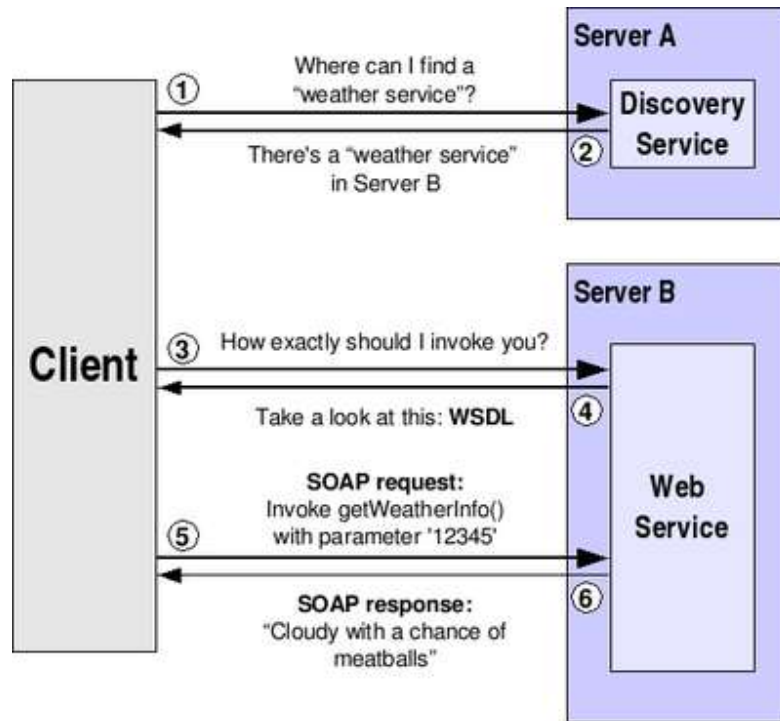 Server A
Where can I find a
“weather service”?
1
Discovery
Service
2
There's a “weather service”
in Server B
Server B
Client
3
How exactly should I invoke you?
4
Take a look at this: WSDL
Web
Service
SOAP request:
Invoke getWeatherInfo()
with parameter '12345'
5
6
SOAP response:
“Cloudy with a chance of
meatballs”